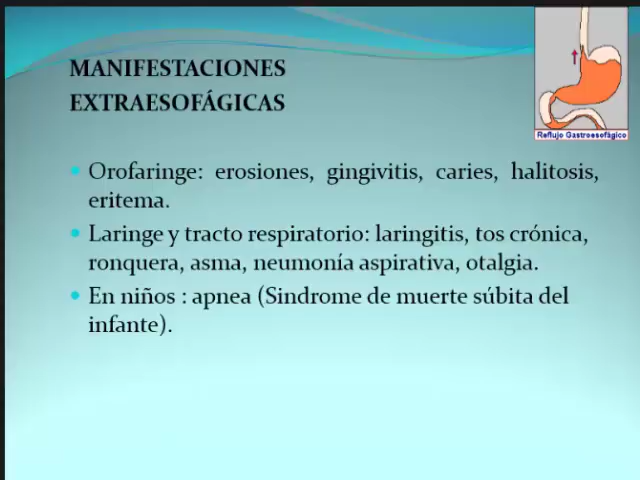 MANIFESTACIONES
EXTRAESOFÁGICAS
Reflujo Gastroesofágico
• Orofaringe: erosiones, gingivitis, caries, halitosis,
eritema.
• Laringe y tracto respiratorio: laringitis, tos crónica,
ronquera, asma, neumonía aspirativa, otalgia.
• En niños : apnea (Sindrome de muerte súbita del
infante).